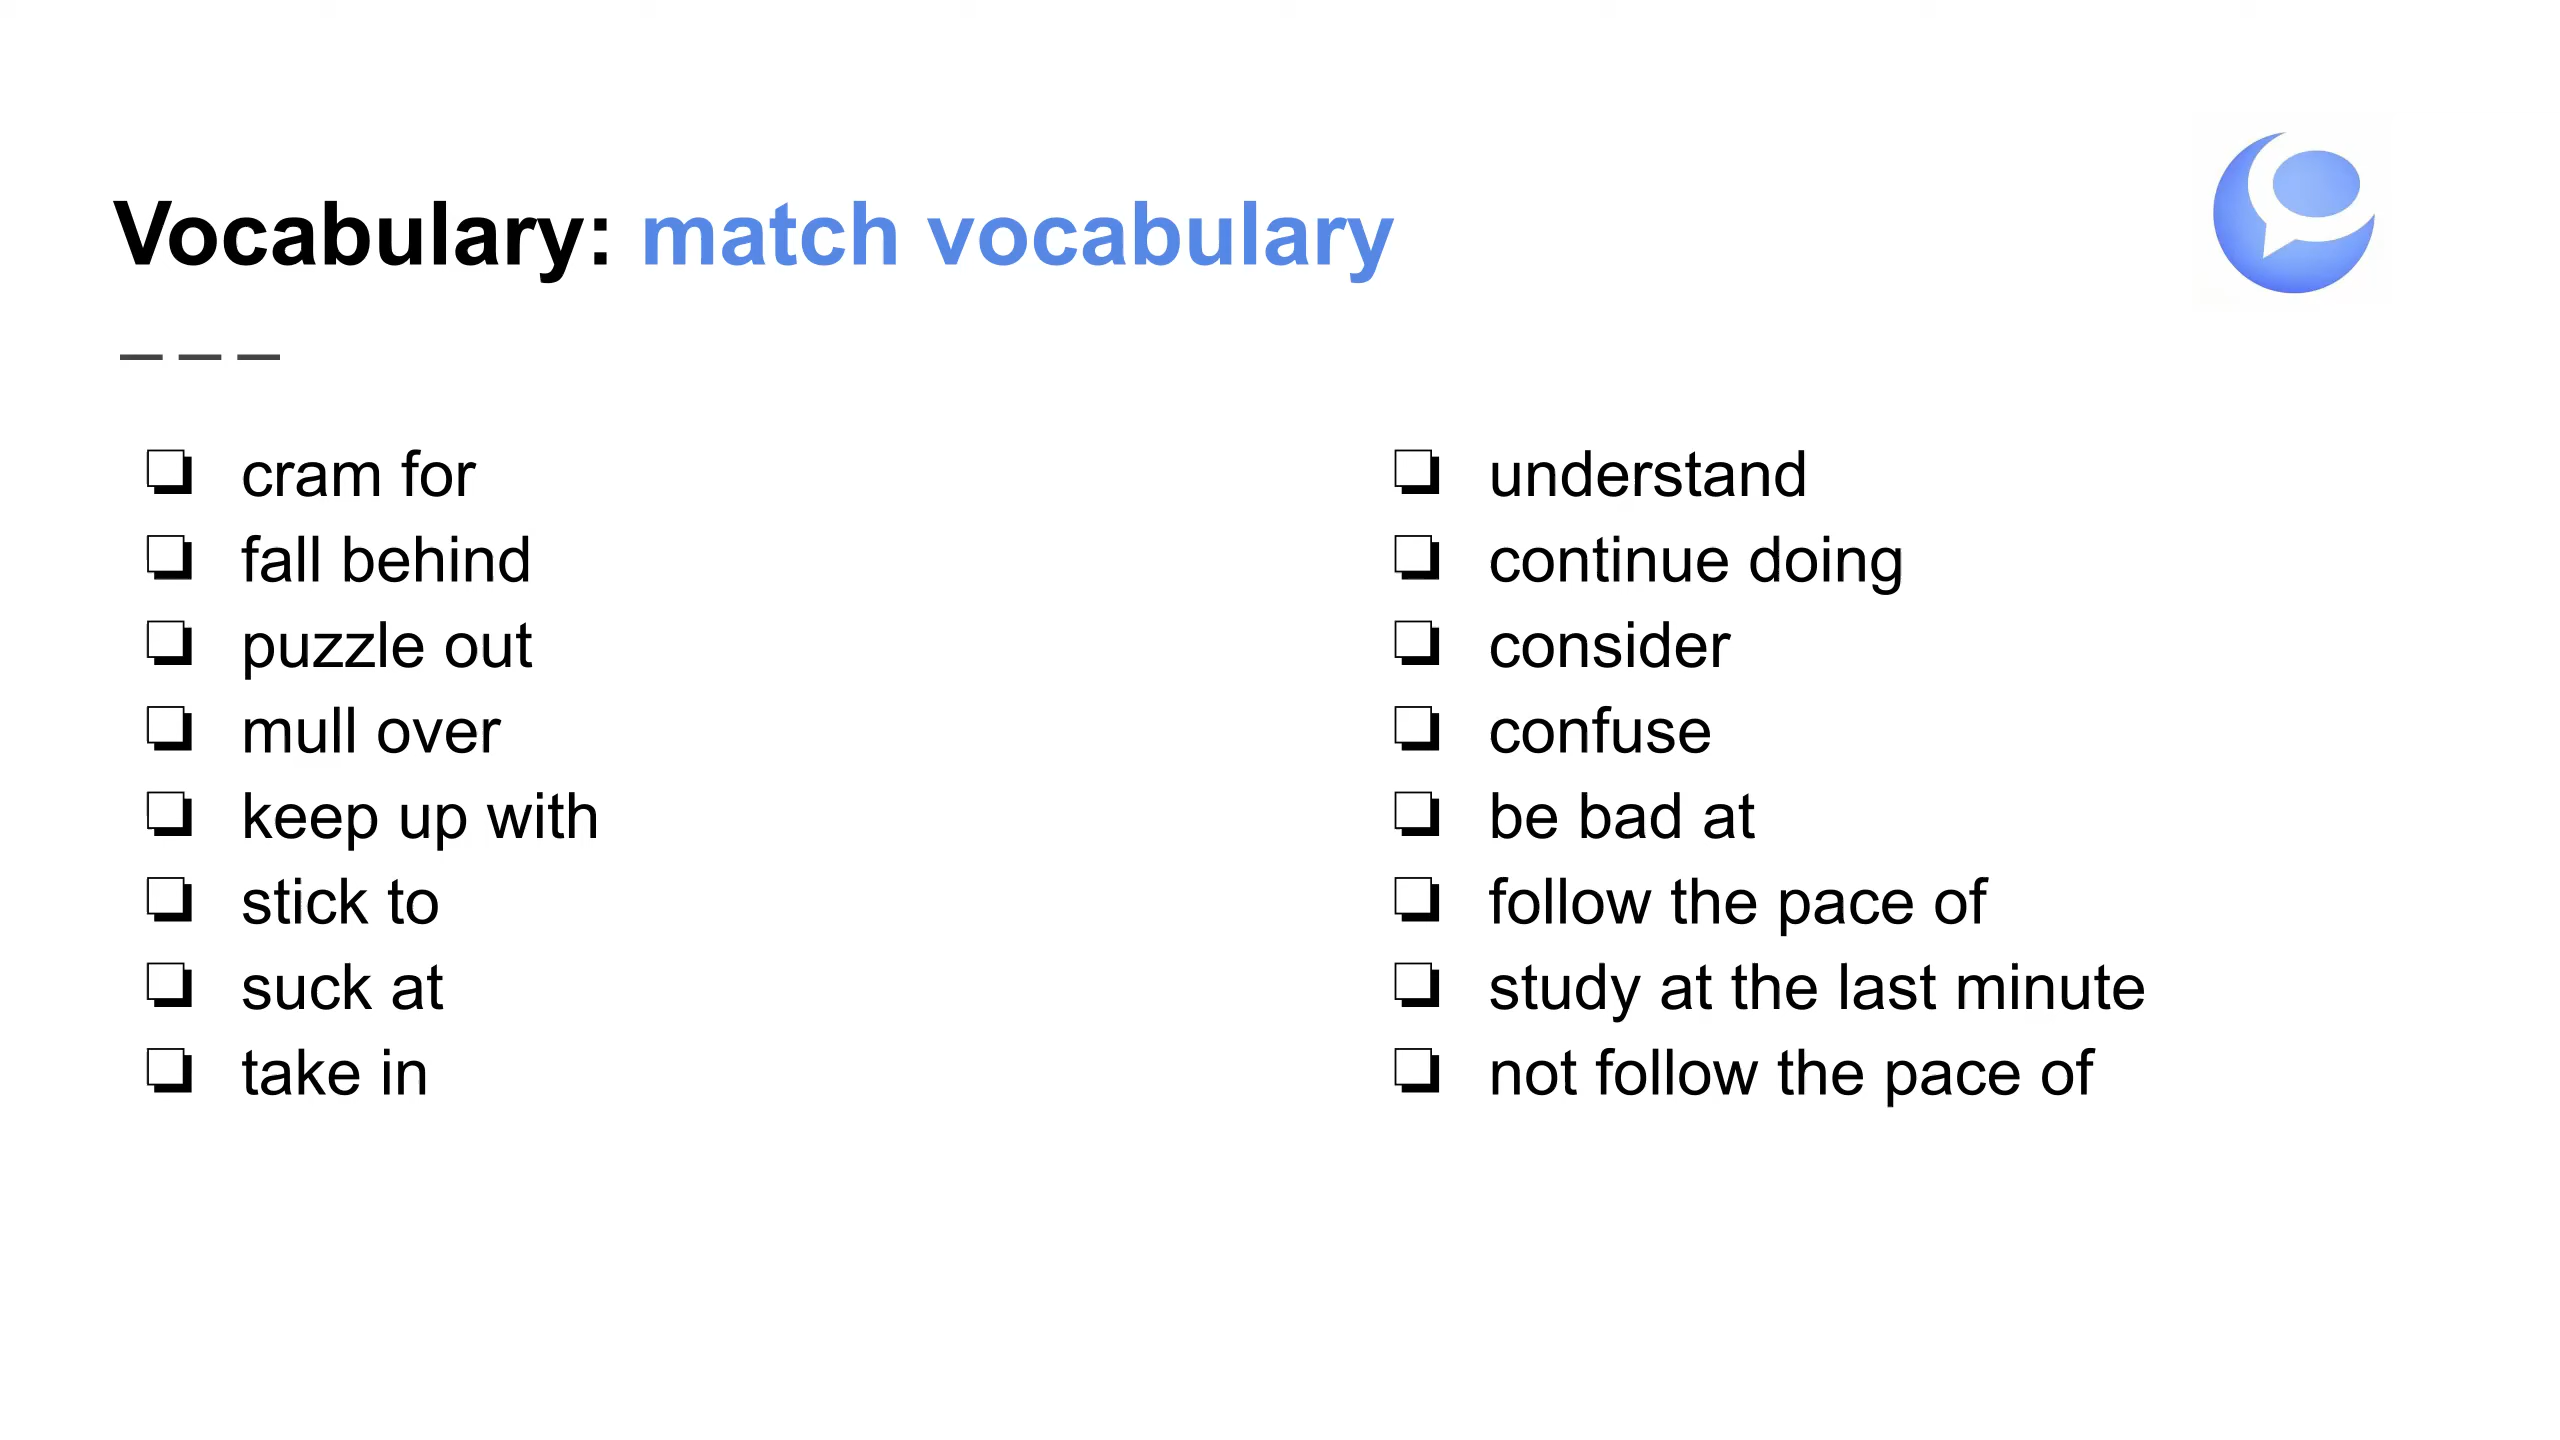 Vocabulary: match vocabulary
cram for
fall behind
puzzle out
mull over
keep up with
stick to
suck at
take in
understand
continue doing
consider
confuse
be bad at
follow the pace of
study at the last minute
not follow the pace of